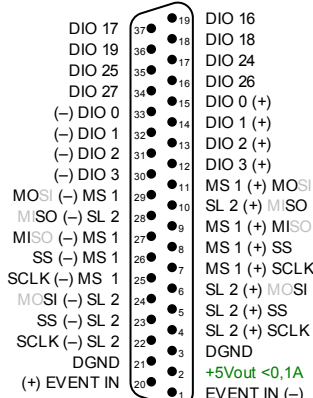 DIO 17 37 19 DIO 16
DIO 19 36 18 DIO 18
DIO 25 35 17 DIO 24
DIO 27 34 16 DIO 26
(–) DIO 0 33 15 DIO 0 (+)
(–) DIO 1 32 14 DIO 1 (+)
(–) DIO 2 31 13 DIO 2 (+)
(–) DIO 3 30 12 DIO 3 (+)
MOSI (–) MS 1 29 11 MS 1 (+) MOSI
MISO (–) SL 2 28 10 SL 2 (+) MISO
MISO (–) MS 1 27 9 MS 1 (+) MISO
SS (–) MS 1 26 8 MS 1 (+) SS
SCLK (–) MS 1 25 7 MS 1 (+) SCLK
MOSI (–) SL 2 24 6 SL 2 (+) MOSI
SS (–) SL 2 23 5 SL 2 (+) SS
SCLK (–) SL 2 22 4 SL 2 (+) SCLK
DGND 21 3 DGND
(+) EVENT IN 20 2 +5Vout <0,1A
1 EVENT IN (–)